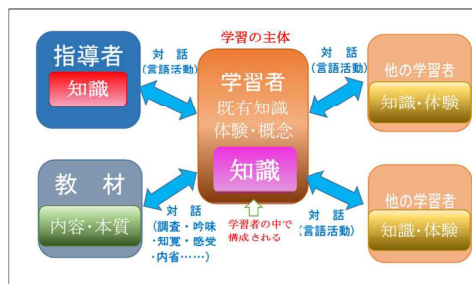 学習の主体
指導者
知識
対　話
(言語活動)
学習者
既有知識
体験・概念
知識
対　話
(言語活動)
他の学習者
知識・体験
教　材
内容・本質
対　話
(調査・吟味
・知覚・感受
・内省……)
学習者の中で
構成される
対　話
(言語活動)
他の学習者
知識・体験